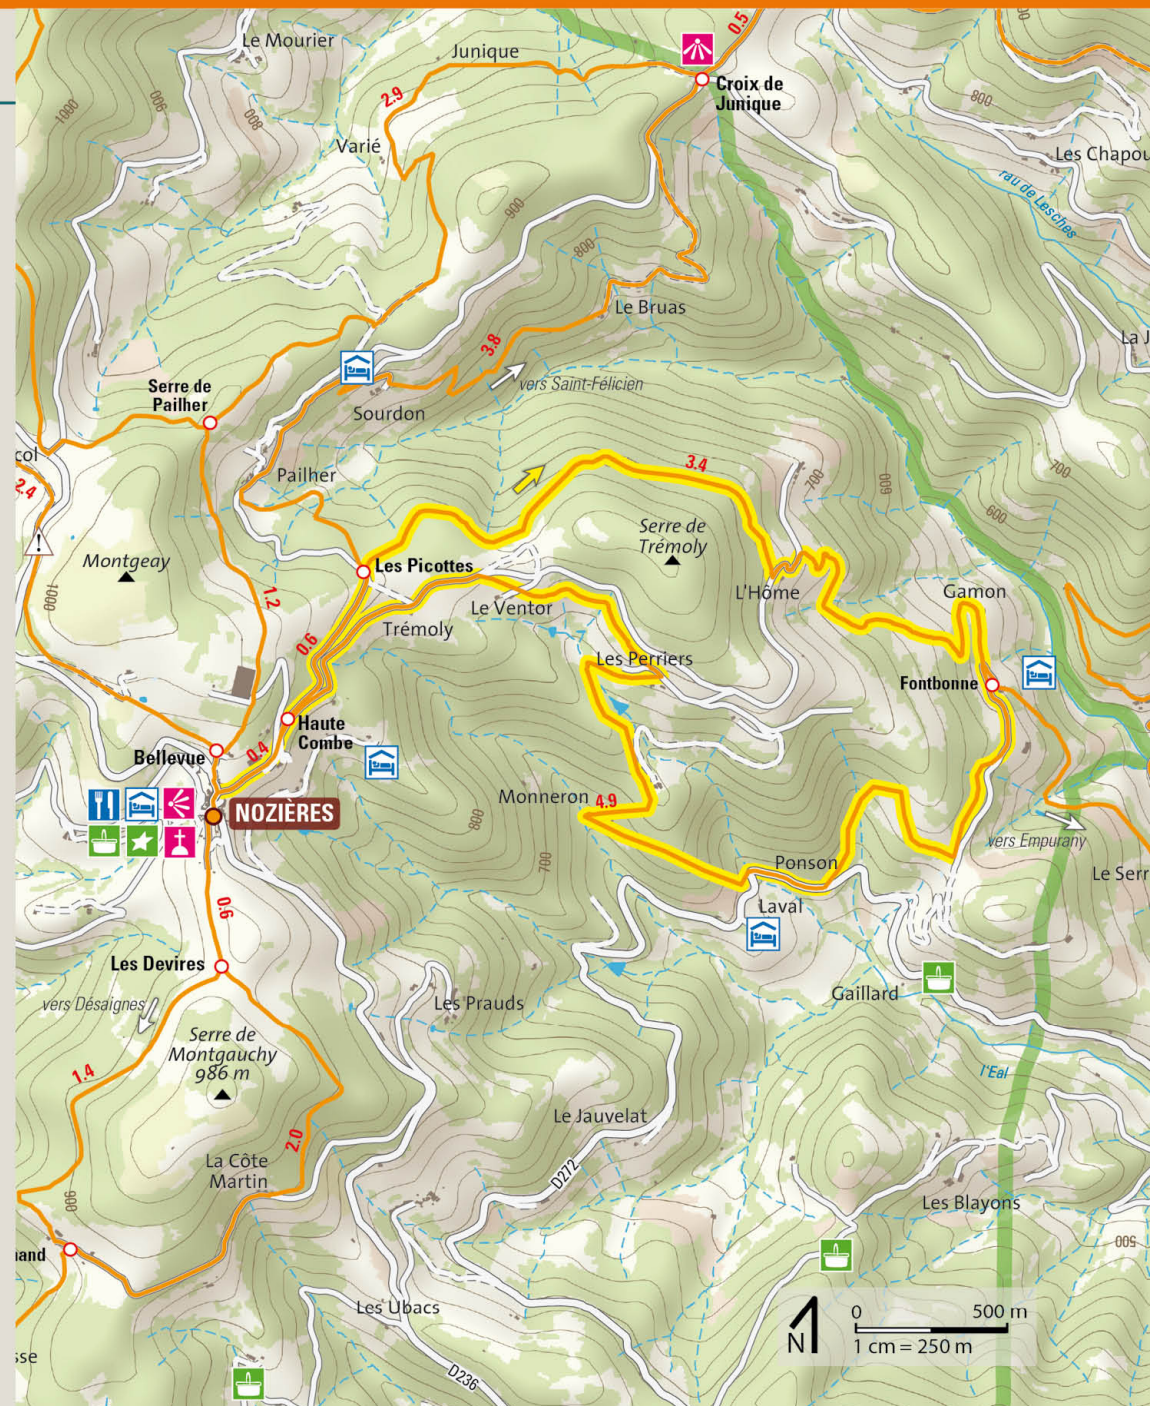 0.5
Le Mourier
Junique
800
Croix de
Junique
2.9
1000
900
800
Varié
Les Chapou
rau de Lesches
900
800
Le Bruas
La J
3.8
vers Saint-Félicien
Serre de
Pailher
Sourdon
col
Pailher
3.4
700
700
2.4
600
600
Serre de
Trémoly
!
Montgeay
Les Picottes
1000
1.2
Le Ventor
L'Hôme
Gamon
Trémoly
0.6
Les Perriers
Fontbonne
Haute
Combe
Bellevue
0.4
NOZIÈRES
Monneron
4.9
800
700
vers Empurany
Ponson
Le Serr
Laval
0.6
Les Devires
vers Désaignes
Les Prauds
Gaillard
Serre de
Montgauchy
986 m
1.4
l'Eal
Le Jauvelat
2.0
La Côte
Martin
D272
900
Les Blayons
500
hand
Les Ubacs
0 500 m
N
1 cm = 250 m
sse
D236